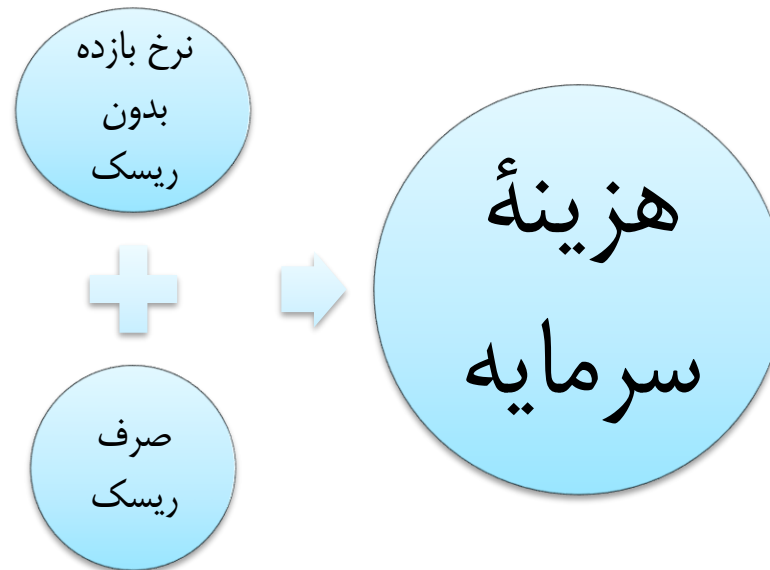 نرخ بازده
بدون
ریسک
صرف
ریسک
هزینهٔ
سرمایه